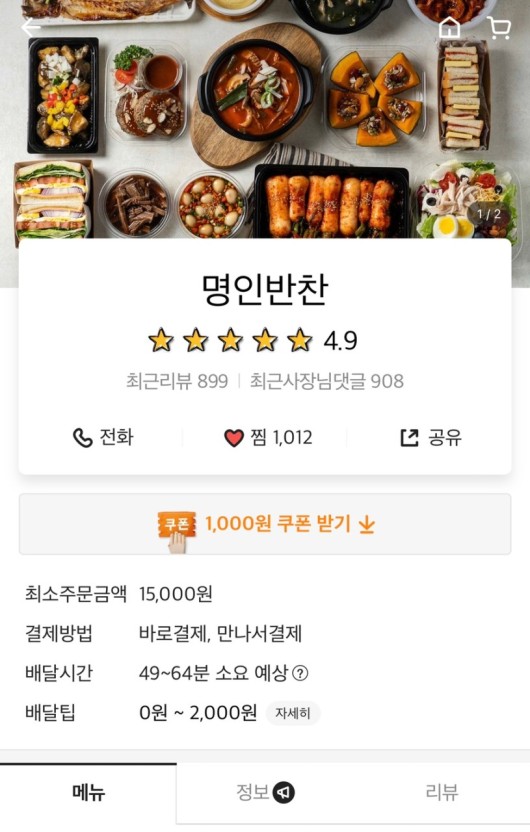 1 / 2
명인반찬
4.9
최근리뷰 899 | 최근사장님댓글 908
전화 찜 1,012 공유
쿠폰 1,000원 쿠폰 받기
최소주문금액 15,000원
결제방법 바로결제, 만나서결제
배달시간 49~64분 소요 예상 ?
배달팁 0원 ~ 2,000원 자세히
메뉴 정보 리뷰